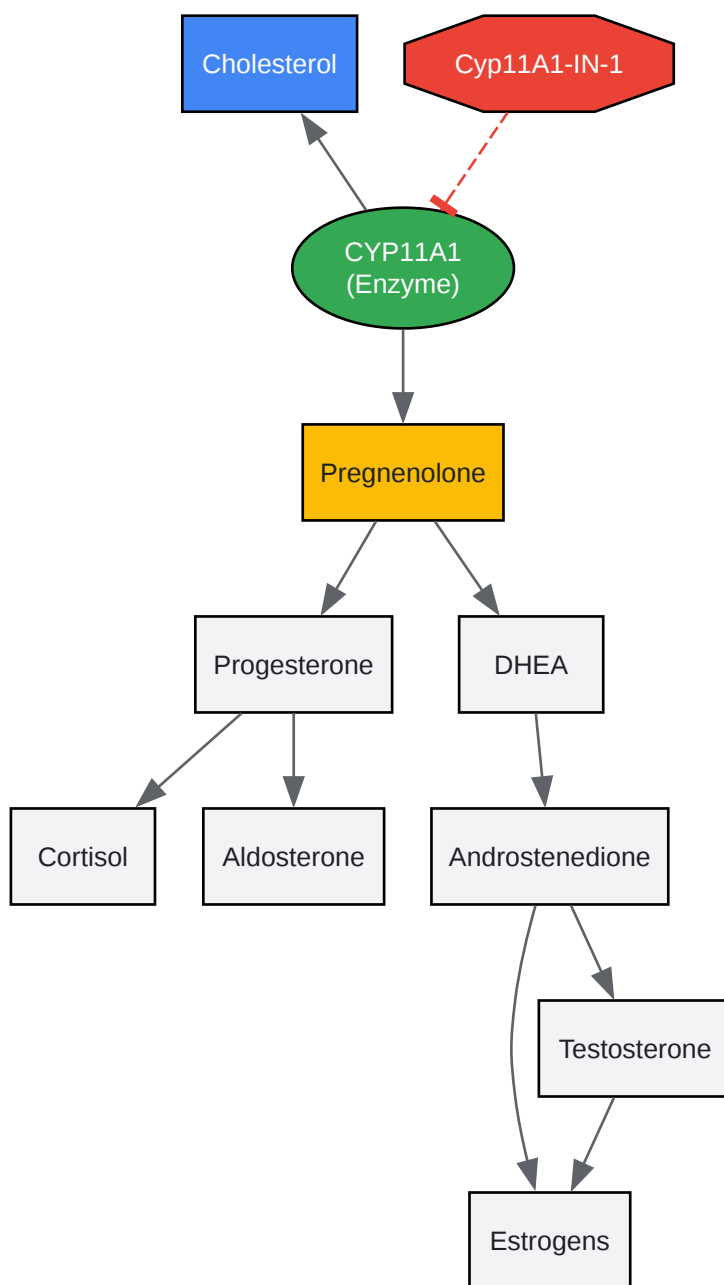 Cholesterol
Cyp11A1-IN-1
CYP11A1
(Enzyme)
Pregnenolone
Progesterone
DHEA
Cortisol
Aldosterone
Androstenedione
Testosterone
Estrogens